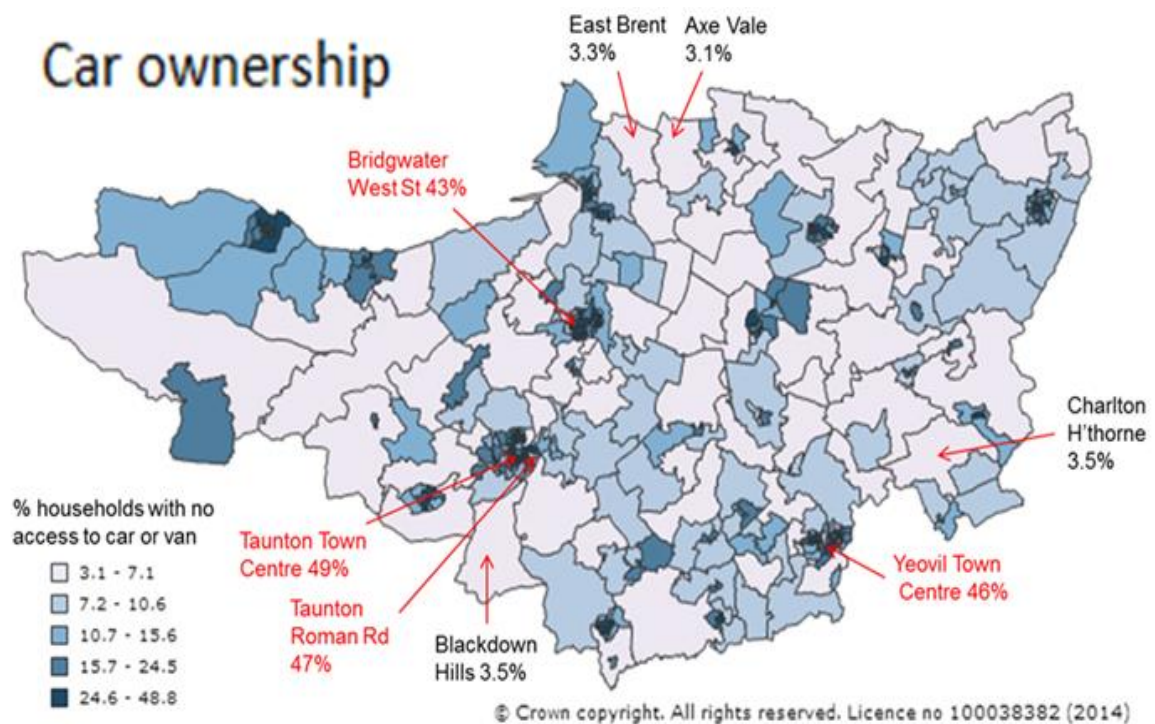 Car ownership
East Brent
3.3%
Axe Vale
3.1%
Bridgwater
West St 43%
Charlton
H'thorne
3.5%
% households with no
access to car or van
3.1 - 7.1
7.2 - 10.6
10.7 - 15.6
15.7 - 24.5
24.6 - 48.8
Taunton Town
Centre 49%
Taunton
Roman Rd
47%
Blackdown
Hills 3.5%
Yeovil Town
Centre 46%
© Crown copyright. All rights reserved. Licence no 100038382 (2014)